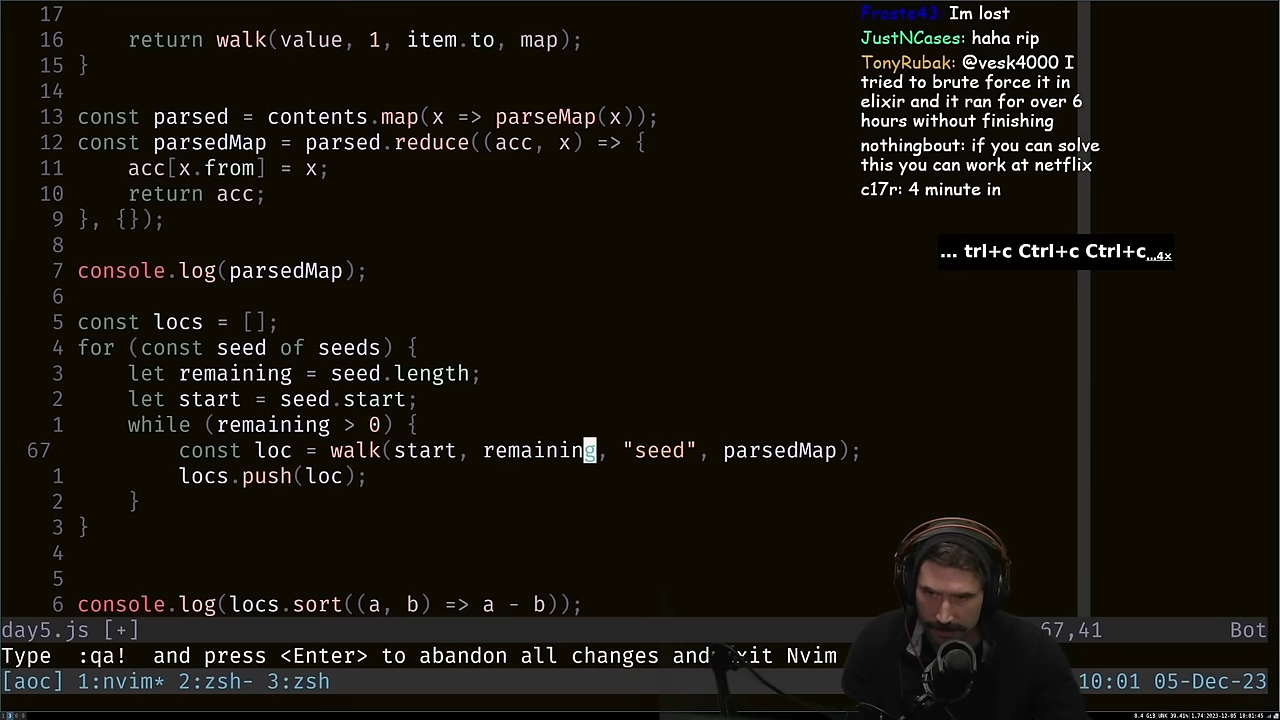 17
16     return walk(value, 1, item.to, map);
15 }
14
13 const parsed = contents.map(x => parseMap(x));
12 const parsedMap = parsed.reduce((acc, x) => {
11     acc[x.from] = x;
10     return acc;
9 }, {});
8
7 console.log(parsedMap);
6
5 const locs = [];
4 for (const seed of seeds) {
3     let remaining = seed.length;
2     let start = seed.start;
1     while (remaining > 0) {
67         const loc = walk(start, remaining, "seed", parsedMap);
1         locs.push(loc);
2     }
3 }
4
5
6 console.log(locs.sort((a, b) => a - b));
day5.js [+] 67,41 Bot
Type  :qa!  and press <Enter> to abandon all changes and exit Nvim
[aoc] 1:nvim* 2:zsh- 3:zsh 10:01 05-Dec-23
Froste43: Im lost
JustNCases: haha rip
TonyRubak: @vesk4000 I
tried to brute force it in
elixir and it ran for over 6
hours without finishing
nothingbout: if you can solve
this you can work at netflix
c17r: 4 minute in
... trl+c Ctrl+c Ctrl+c...4x